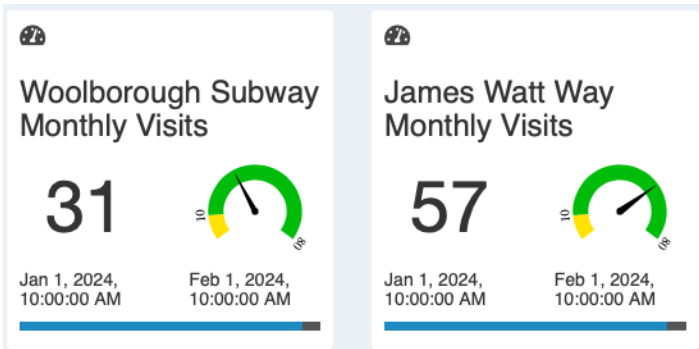 Woolborough Subway
Monthly Visits
31
10
80
Jan 1, 2024,
10:00:00 AM
Feb 1, 2024,
10:00:00 AM
James Watt Way
Monthly Visits
57
10
80
Jan 1, 2024,
10:00:00 AM
Feb 1, 2024,
10:00:00 AM